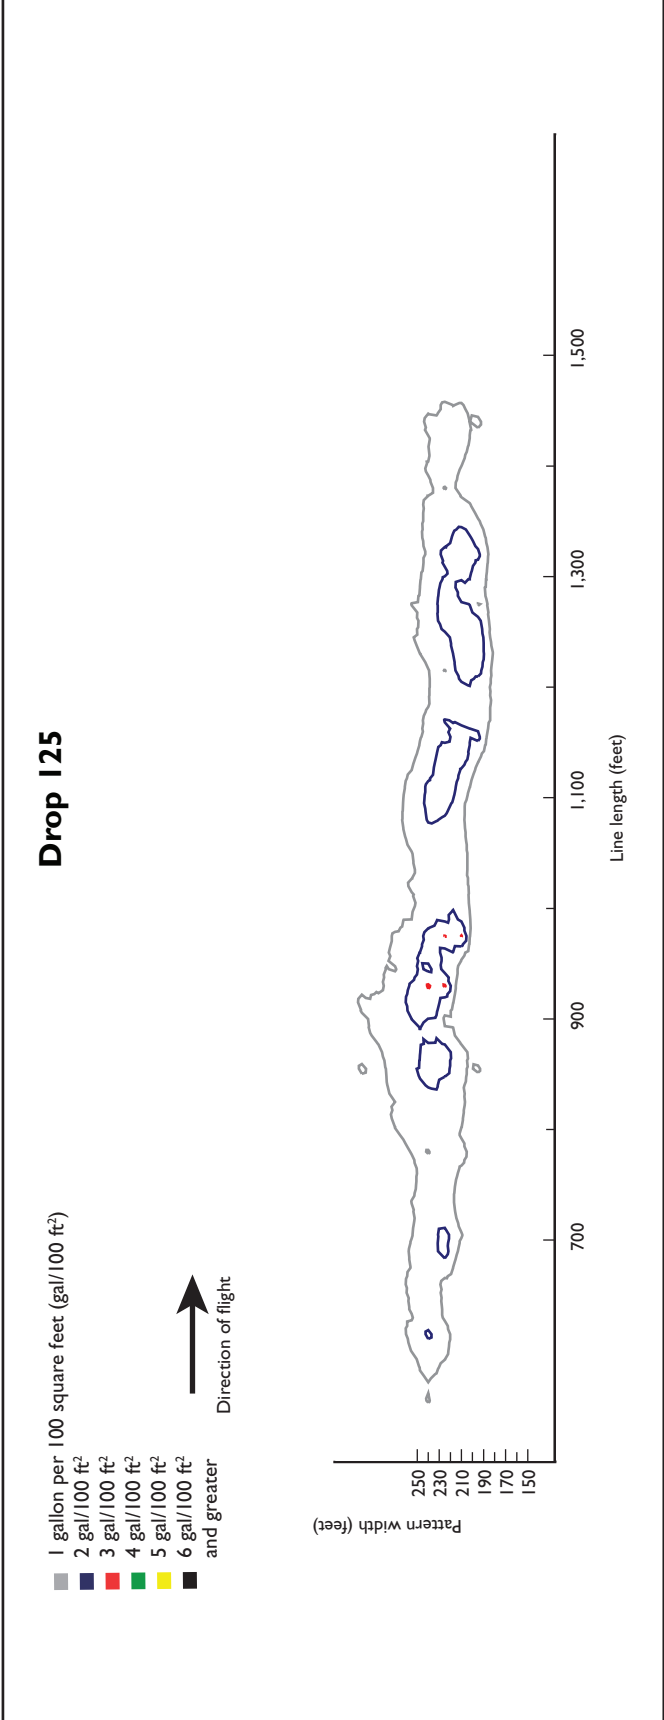 Drop 125
1 gallon per 100 square feet (gal/100 ft²)
2 gal/100 ft²
3 gal/100 ft²
4 gal/100 ft²
5 gal/100 ft²
6 gal/100 ft²
and greater
Direction of flight
Pattern width (feet)
250
230
210
190
170
150
700
900
1,100
1,300
1,500
Line length (feet)